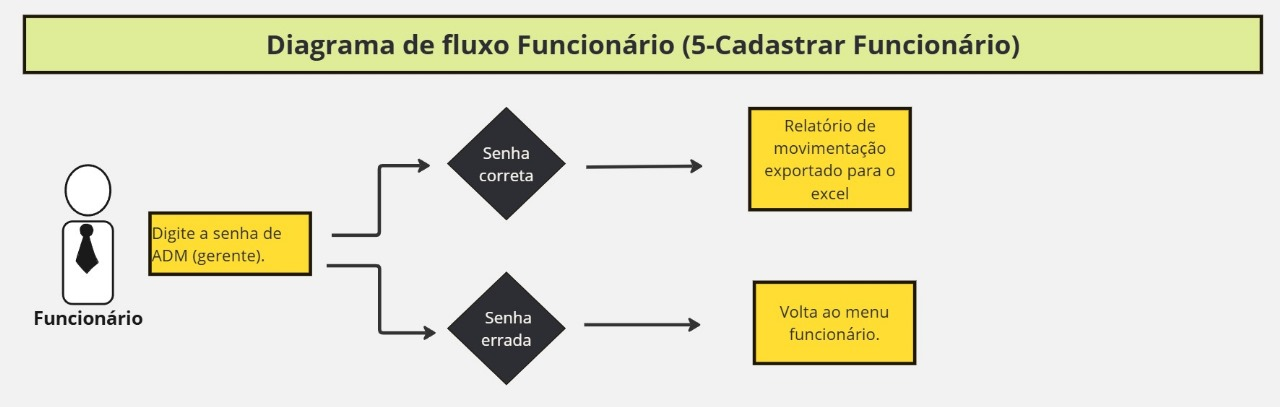 Diagrama de fluxo Funcionário (5-Cadastrar Funcionário)
Funcionário
Digite a senha de
ADM (gerente).
Senha
correta
Relatório de
movimentação
exportado para o
excel
Senha
errada
Volta ao menu
funcionário.